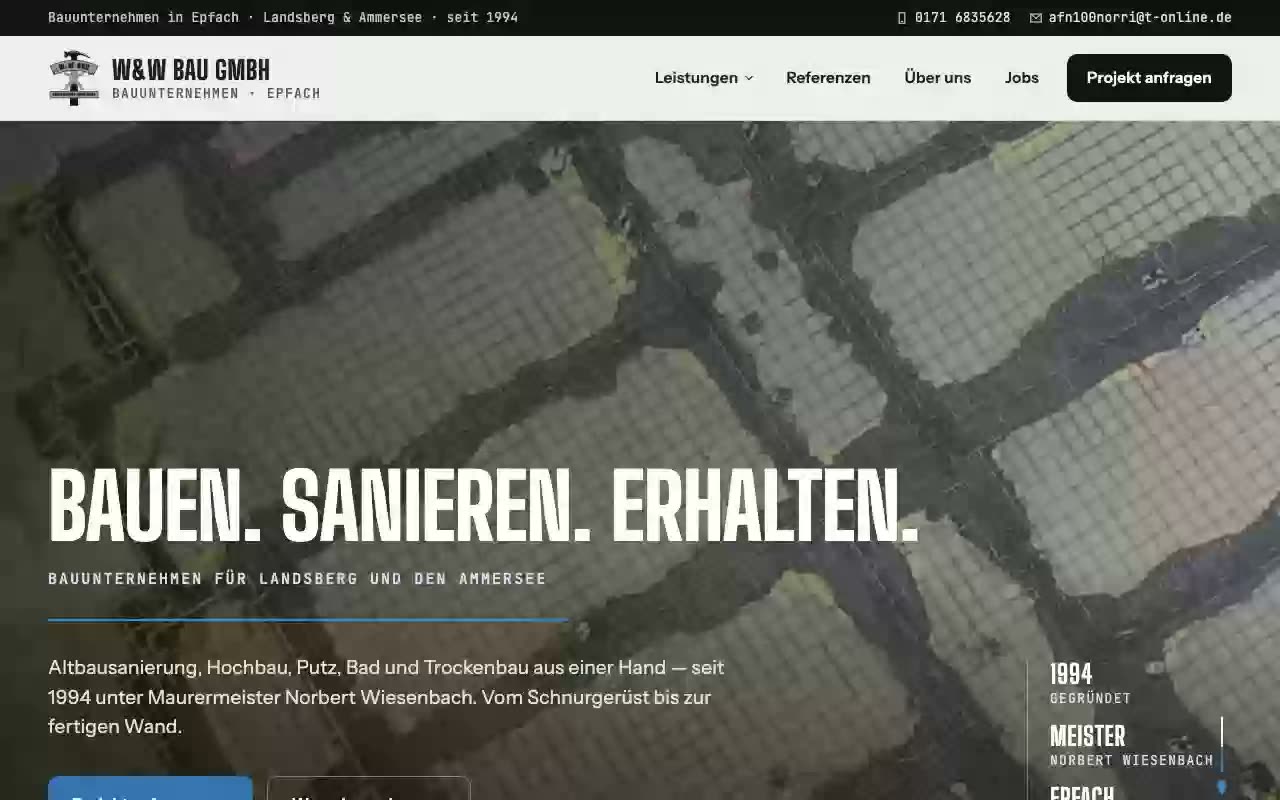 Bauunternehmen in Epfach · Landsberg & Ammersee · seit 1994
0171 6835628
afn100norri@t-online.de
W&W BAU GMBH
BAUUNTERNEHMEN · EPFACH
Leistungen
Referenzen
Über uns
Jobs
Projekt anfragen
BAUEN. SANIEREN. ERHALTEN.
BAUUNTERNEHMEN FÜR LANDSBERG UND DEN AMMERSEE
Altbausanierung, Hochbau, Putz, Bad und Trockenbau aus einer Hand — seit
1994 unter Maurermeister Norbert Wiesenbach. Vom Schnurgerüst bis zur
fertigen Wand.
1994
GEGRÜNDET
MEISTER
NORBERT WIESENBACH
EPFACH